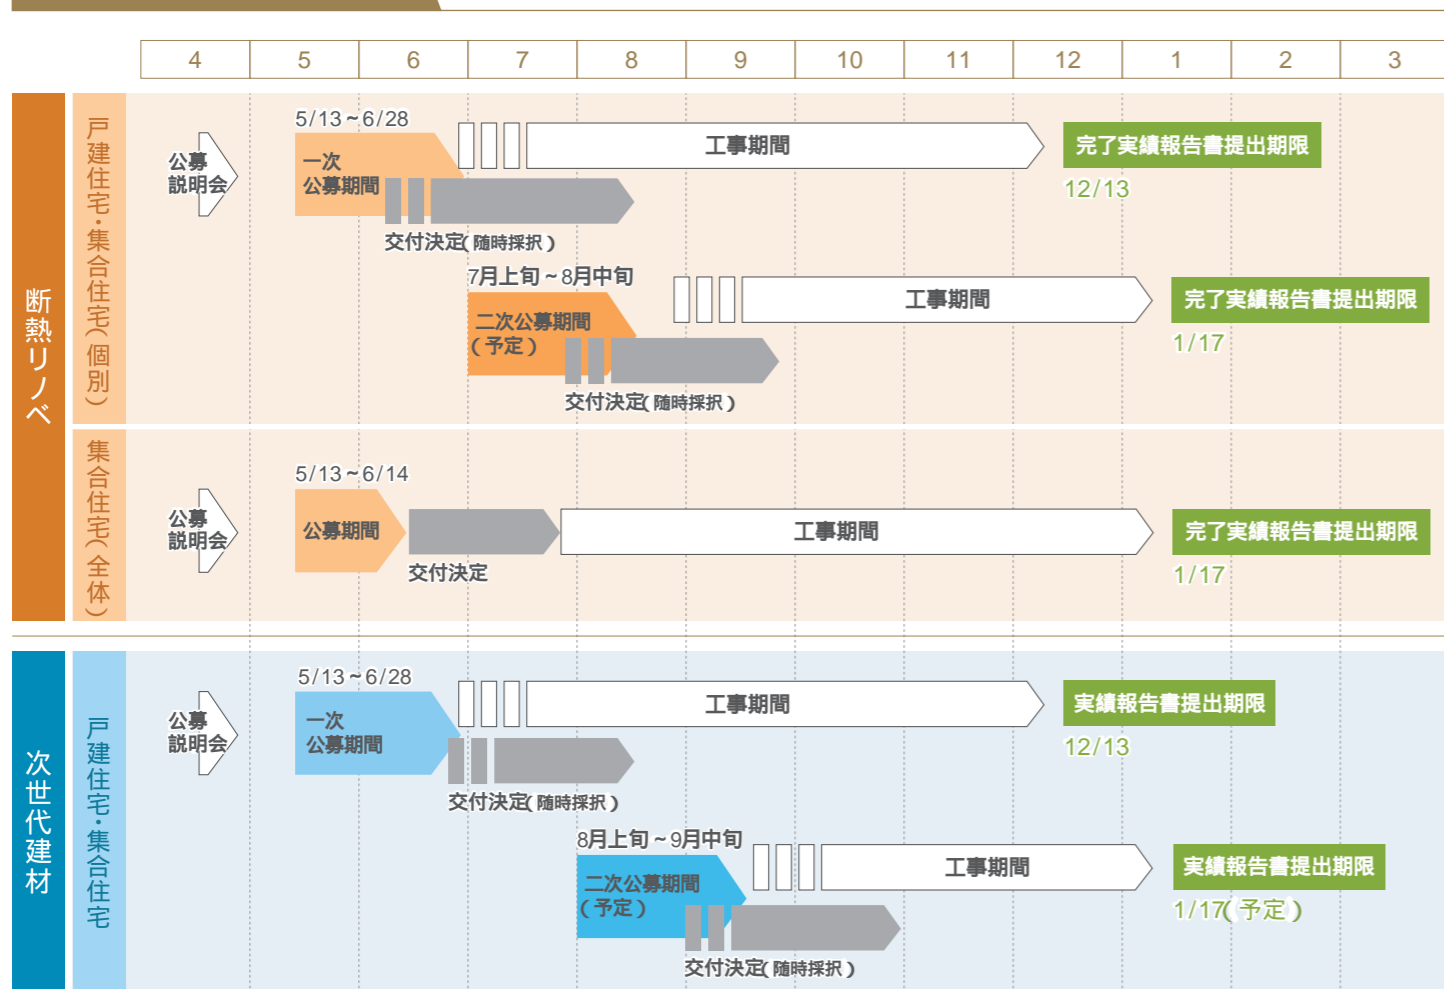 4 5 6 7 8 9 10 11 12 1 2 3
断熱リノベ
戸建住宅・集合住宅(個別)
公募
説明会
5/13~6/28
一次
公募期間
交付決定(随時採択)
工事期間
完了実績報告書提出期限
12/13
7月上旬~8月中旬
二次公募期間
(予定)
交付決定(随時採択)
工事期間
完了実績報告書提出期限
1/17
集合住宅(全体)
公募
説明会
5/13~6/14
公募期間
交付決定
工事期間
完了実績報告書提出期限
1/17
次世代建材
戸建住宅・集合住宅
公募
説明会
5/13~6/28
一次
公募期間
交付決定(随時採択)
工事期間
実績報告書提出期限
12/13
8月上旬~9月中旬
二次公募期間
(予定)
交付決定(随時採択)
工事期間
実績報告書提出期限
1/17(予定)